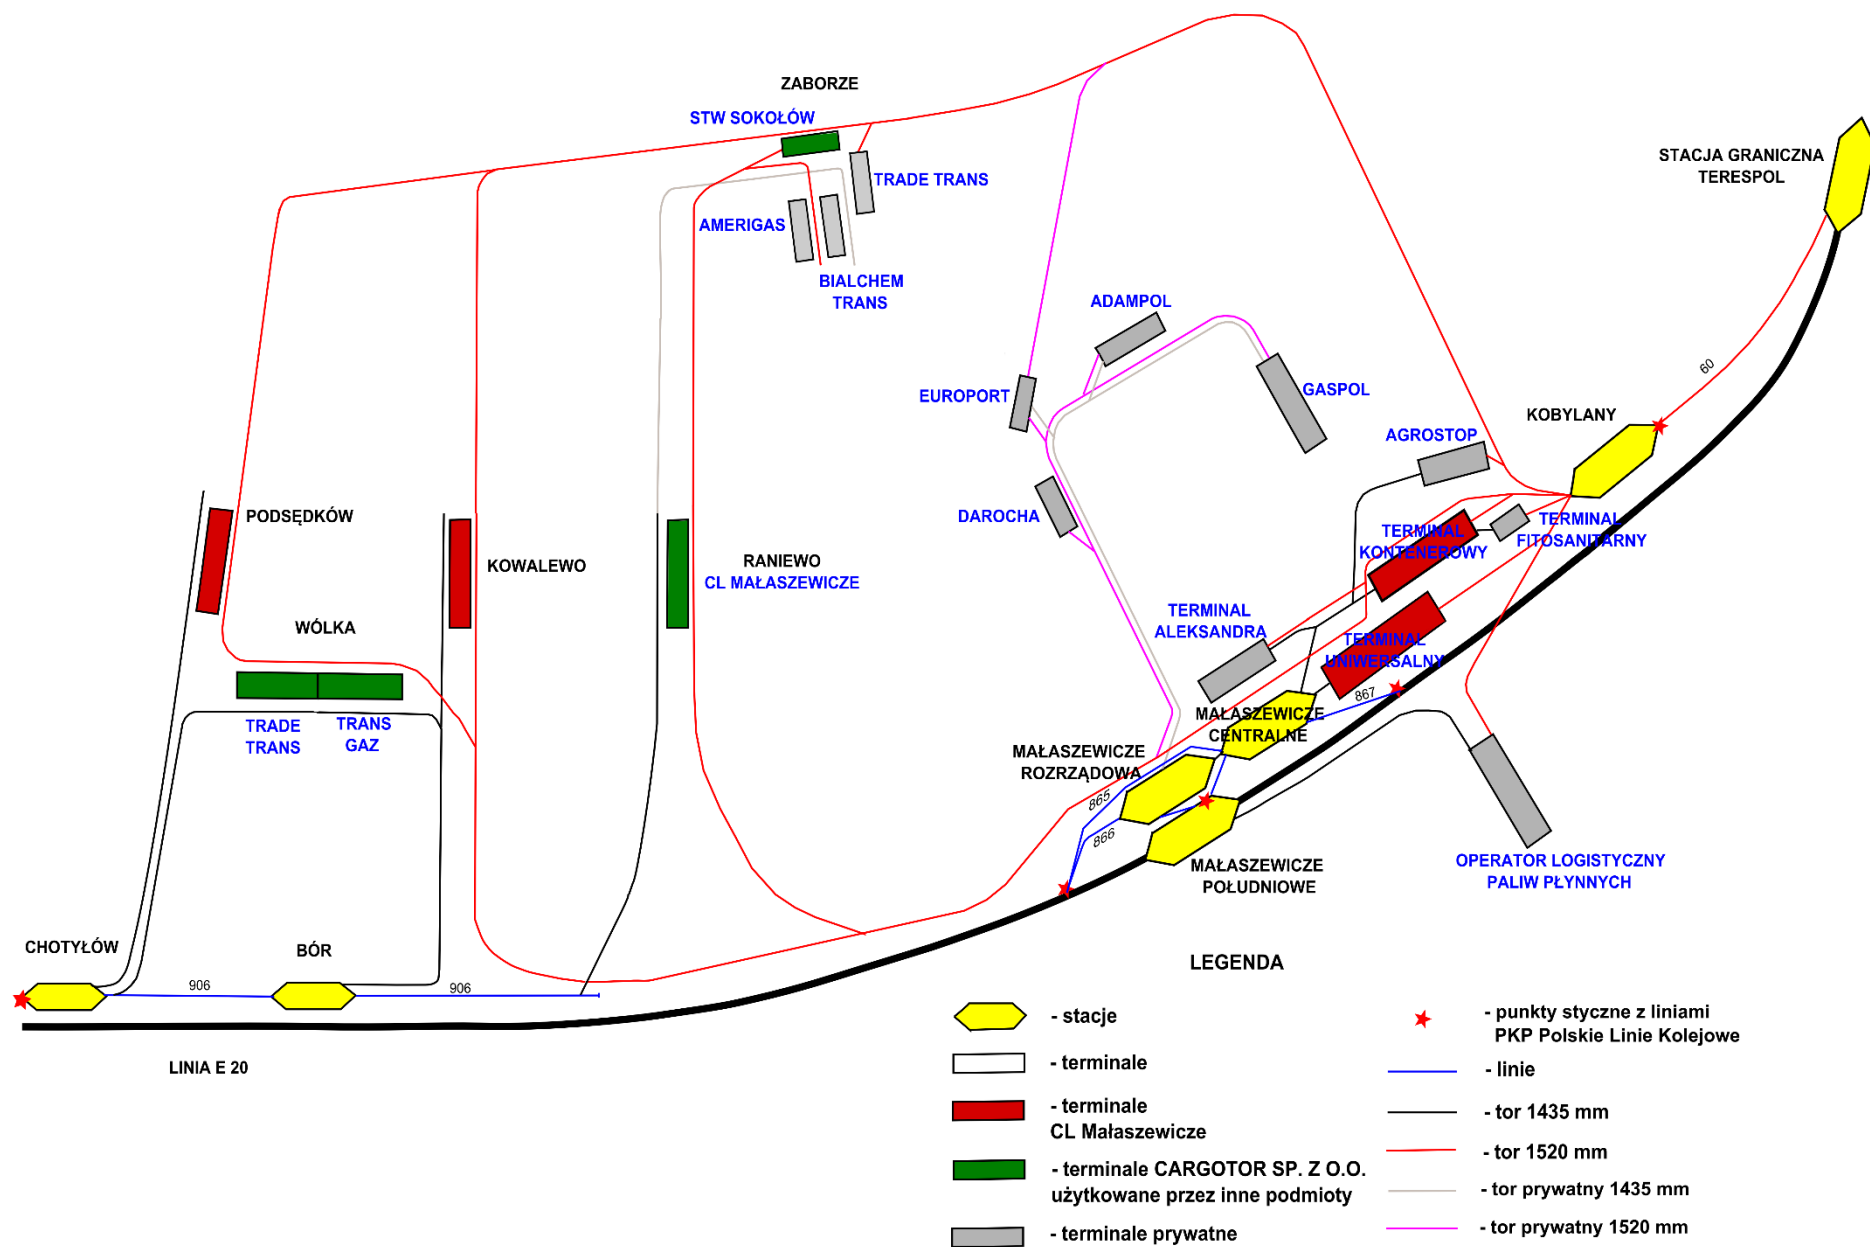 ZABORZE
STW SOKOŁÓW
TRADE TRANS
AMERIGAS
BIALCHEM
TRANS
STACJA GRANICZNA
TERESPOL
ADAMPOL
EUROPORT
GASPOL
60
KOBYLANY
AGROSTOP
DAROCHA
TERMINAL
KONTENEROWY
TERMINAL
FITOSANITARNY
PODSĘDKÓW
KOWALEWO
RANIEWO
CL MAŁASZEWICZE
WÓLKA
TRADE
TRANS
TRANS
GAZ
TERMINAL
ALEKSANDRA
TERMINAL
UNIWERSALNY
867
MAŁASZEWICZE
CENTRALNE
MAŁASZEWICZE
ROZRZĄDOWA
865
866
MAŁASZEWICZE
POŁUDNIOWE
OPERATOR LOGISTYCZNY
PALIW PŁYNNYCH
CHOTYŁÓW
BÓR
906
906
LINIA E 20
LEGENDA
- stacje
- terminale
- terminale
CL Małaszewicze
- terminale CARGOTOR SP. Z O.O.
użytkowane przez inne podmioty
- terminale prywatne
- punkty styczne z liniami
PKP Polskie Linie Kolejowe
- linie
- tor 1435 mm
- tor 1520 mm
- tor prywatny 1435 mm
- tor prywatny 1520 mm